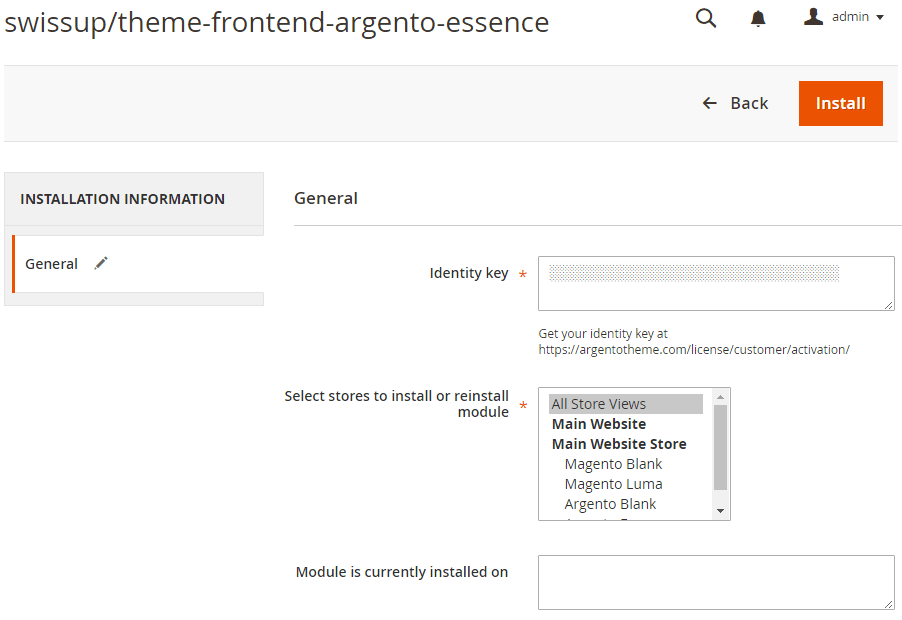 swissup/theme-frontend-argento-essence
admin
Back
Install
INSTALLATION INFORMATION
General
General
Identity key *
Get your identity key at
https://argentotheme.com/license/customer/activation/
Select stores to install or reinstall
module *
All Store Views
Main Website
Main Website Store
Magento Blank
Magento Luma
Argento Blank
Module is currently installed on